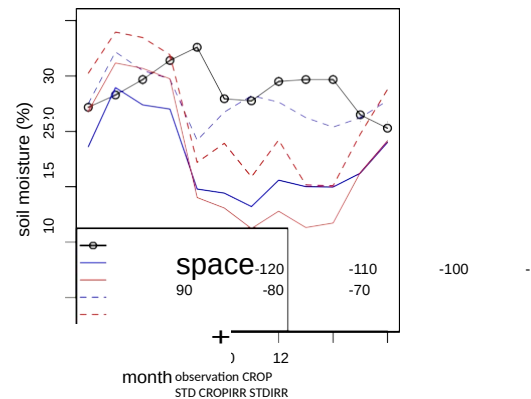 30
25
20
15
10
soil moisture (%)
space -120 -110 -100 -
90 -80 -70
0 12
month observation CROP
STD CROPIRR STDIRR